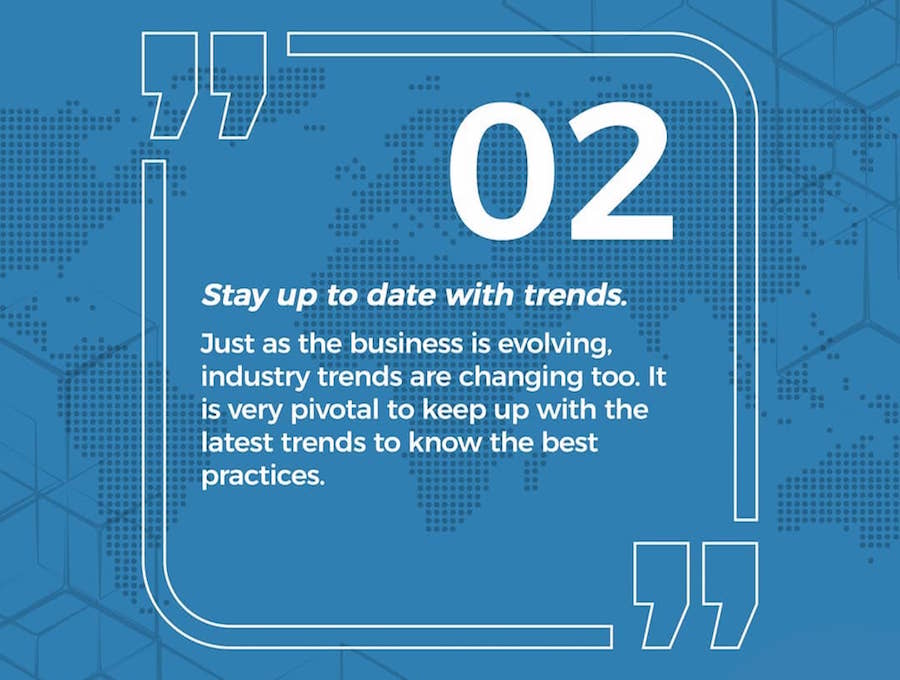 02
Stay up to date with trends.
Just as the business is evolving,
industry trends are changing too. It
is very pivotal to keep up with the
latest trends to know the best
practices.